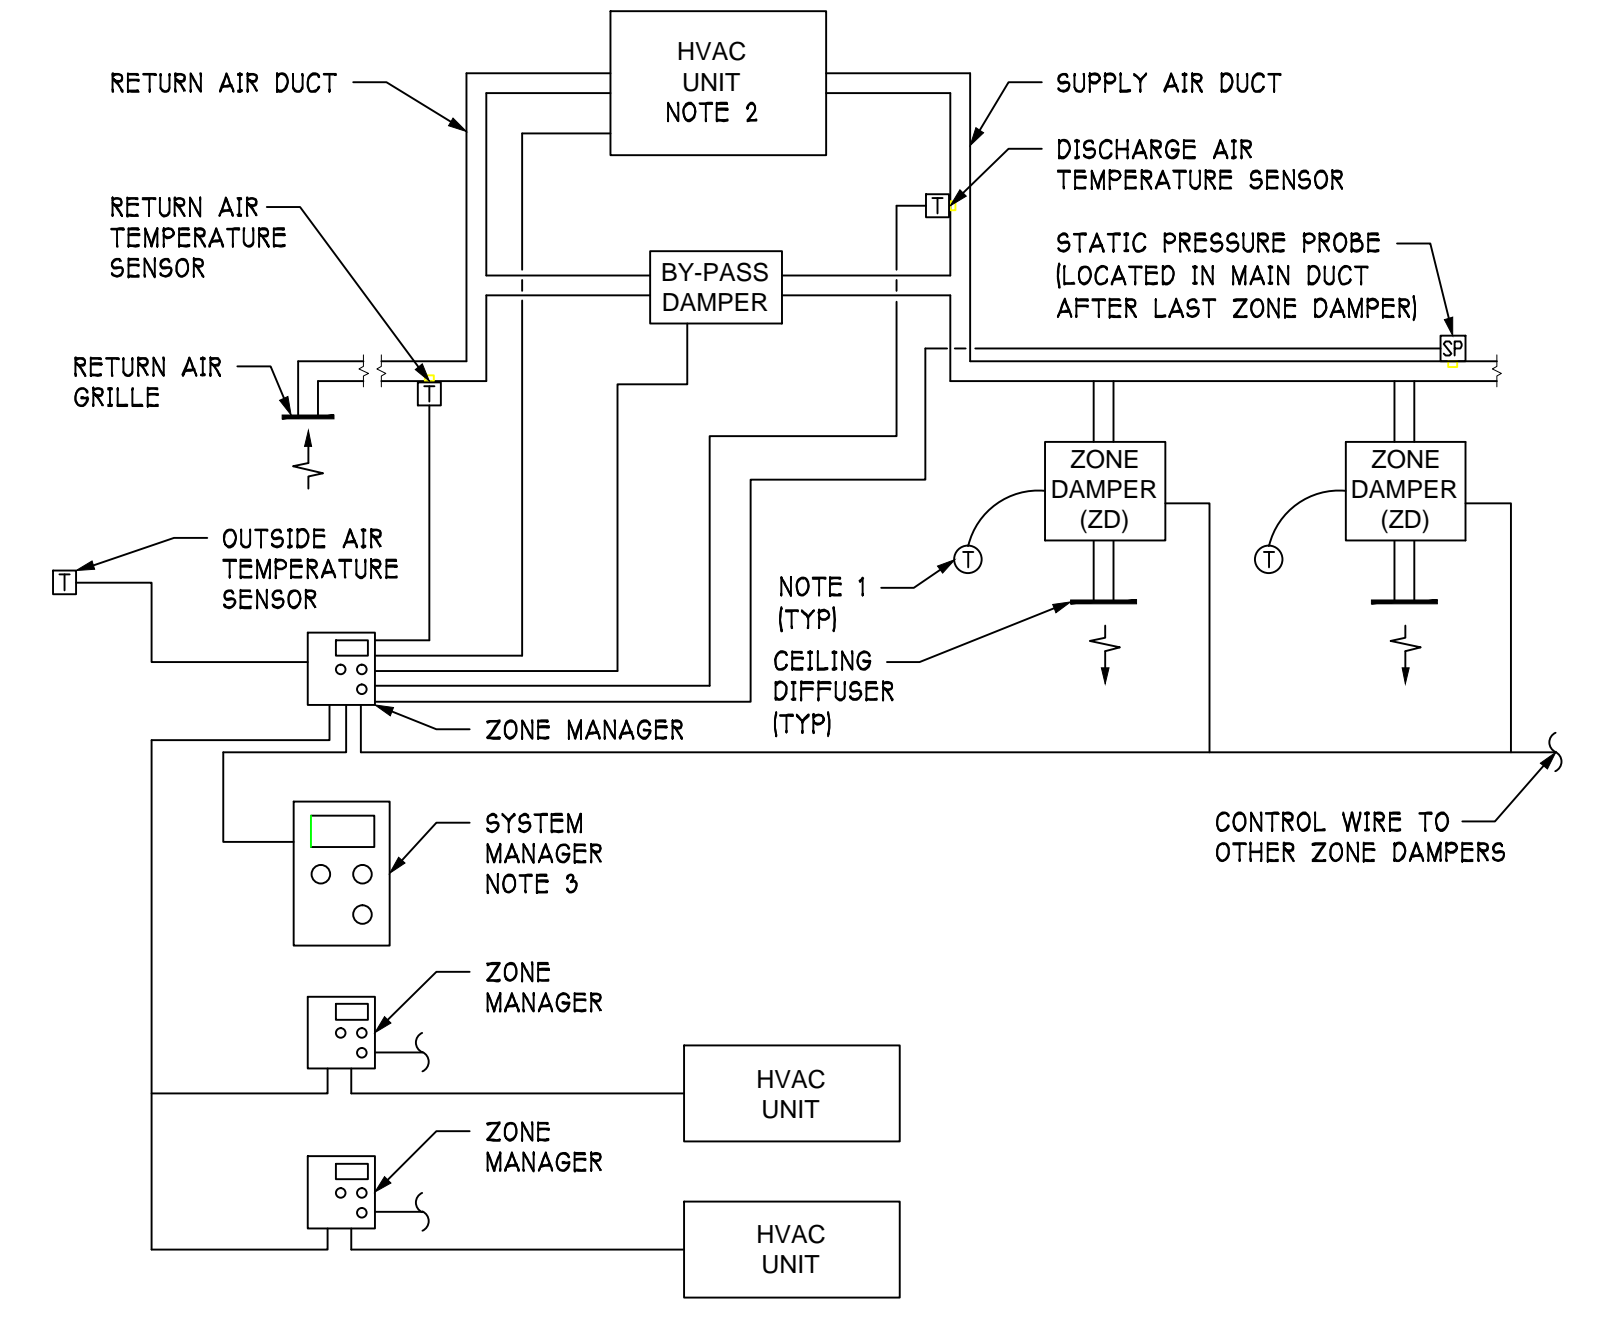 HVAC
UNIT
NOTE 2
RETURN AIR DUCT
SUPPLY AIR DUCT
DISCHARGE AIR
TEMPERATURE SENSOR
T
RETURN AIR
TEMPERATURE
SENSOR
STATIC PRESSURE PROBE
(LOCATED IN MAIN DUCT
AFTER LAST ZONE DAMPER)
BY-PASS
DAMPER
SP
RETURN AIR
GRILLE
T
ZONE
DAMPER
(ZD)
ZONE
DAMPER
(ZD)
OUTSIDE AIR
TEMPERATURE
SENSOR
T
T
T
NOTE 1
(TYP)
CEILING
DIFFUSER
(TYP)
ZONE MANAGER
SYSTEM
MANAGER
NOTE 3
CONTROL WIRE TO
OTHER ZONE DAMPERS
ZONE
MANAGER
HVAC
UNIT
ZONE
MANAGER
HVAC
UNIT